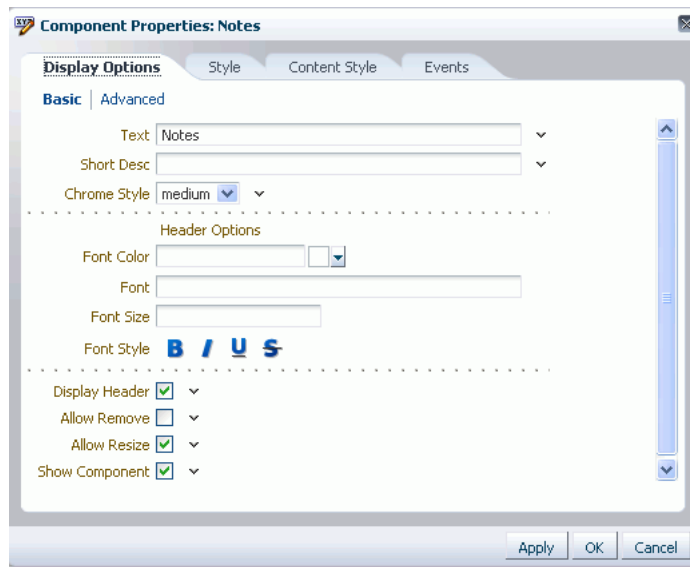 Component Properties: Notes
Display Options Style Content Style Events
Basic Advanced
Text Notes
Short Desc
Chrome Style medium
Header Options
Font Color
Font
Font Size
Font Style B I U S
Display Header
Allow Remove
Allow Resize
Show Component
Apply OK Cancel